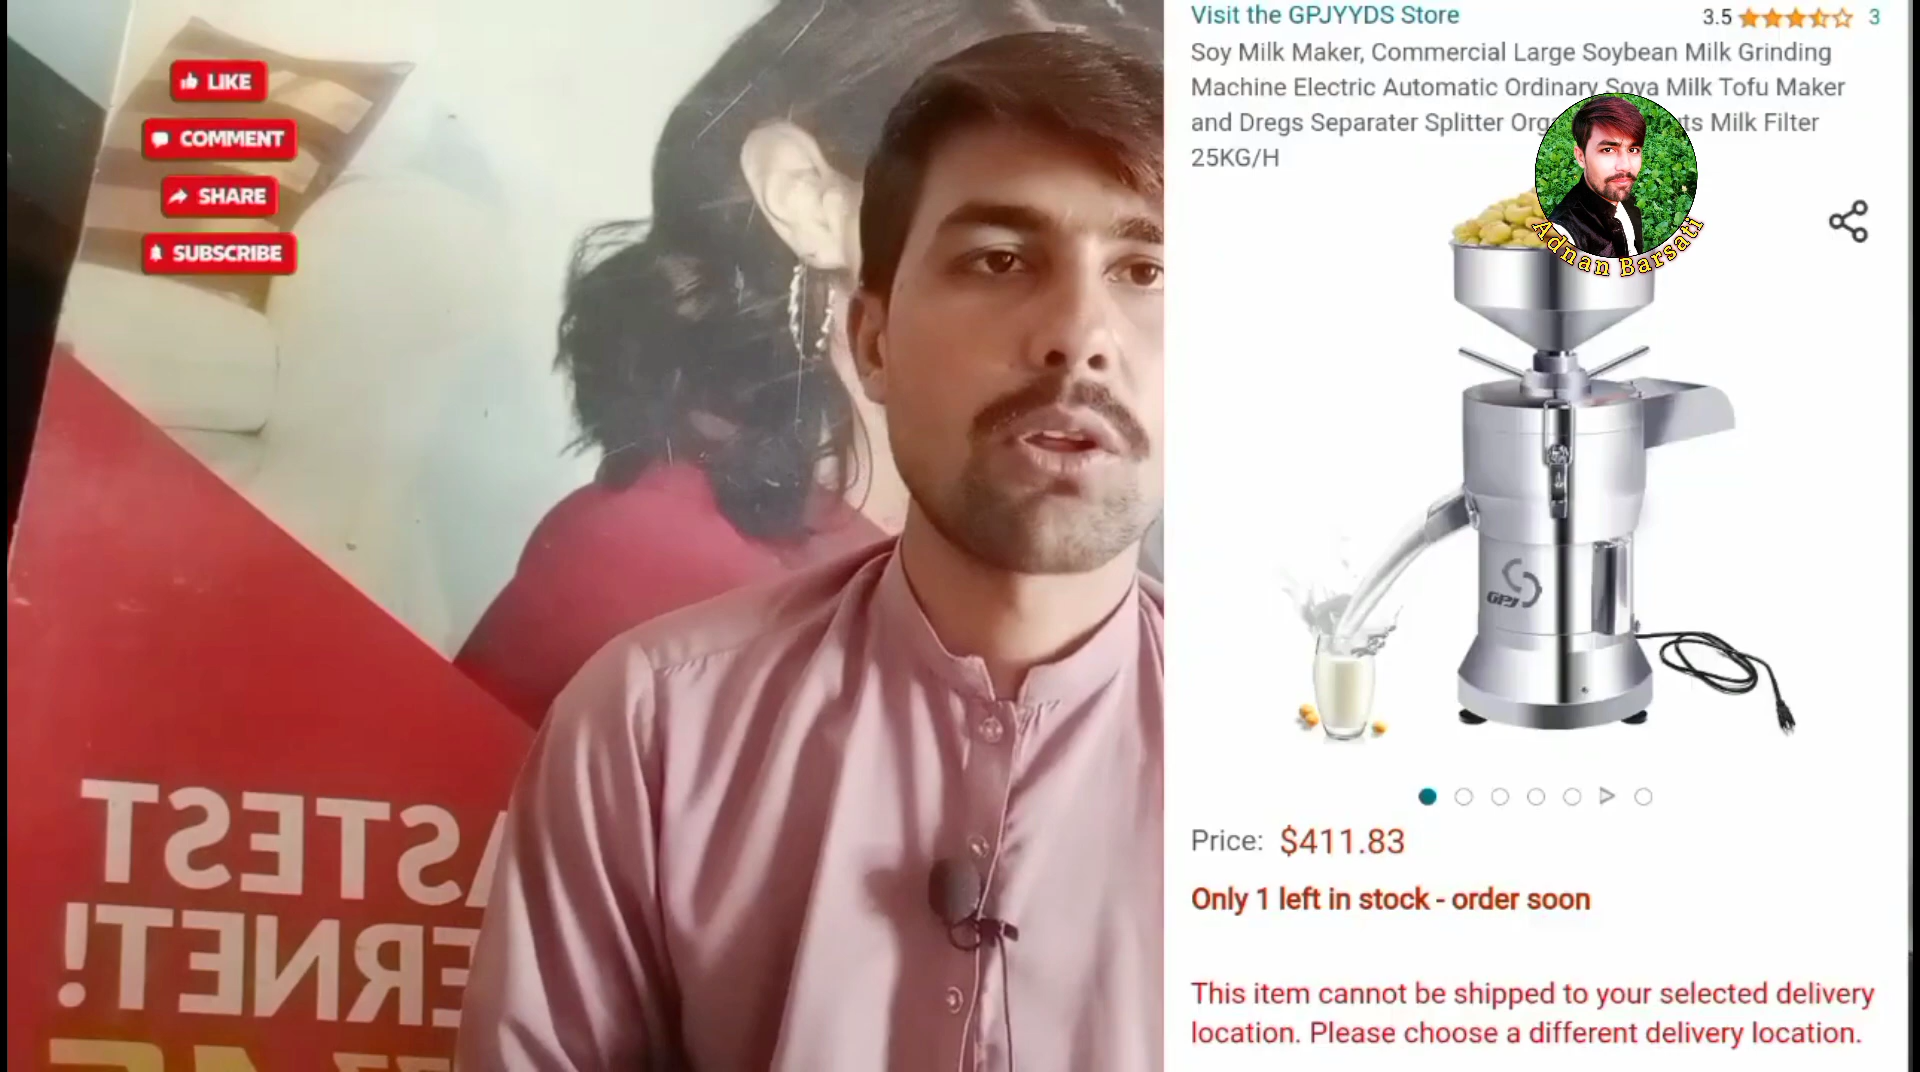 LIKE
COMMENT
SHARE
SUBSCRIBE
ASTEST
ERNET!
Visit the GPJYYDS Store
3.5
3
Soy Milk Maker, Commercial Large Soybean Milk Grinding
Machine Electric Automatic Ordinary Soya Milk Tofu Maker
and Dregs Separater Splitter Milk Filter
25KG/H
Adnan Barsati
GPJ
Price: $411.83
Only 1 left in stock - order soon
This item cannot be shipped to your selected delivery
location. Please choose a different delivery location.